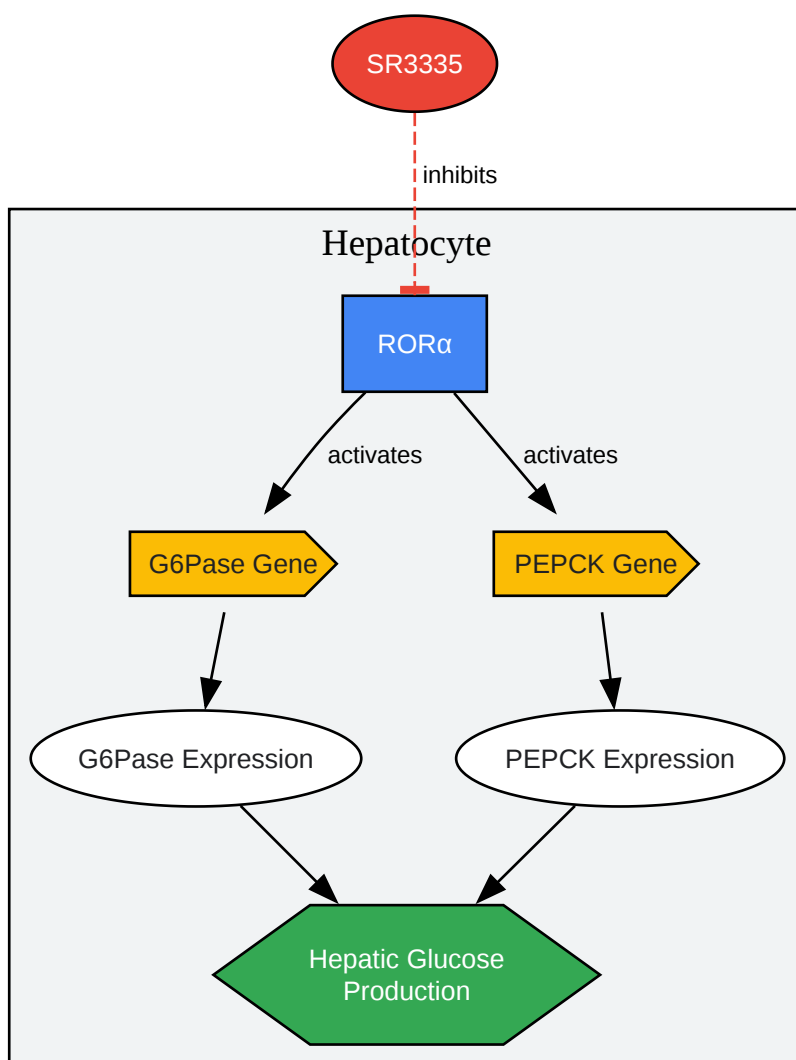 SR3335
inhibits
Hepatocyte
RORα
activates
activates
G6Pase Gene
PEPCK Gene
G6Pase Expression
PEPCK Expression
Hepatic Glucose
Production